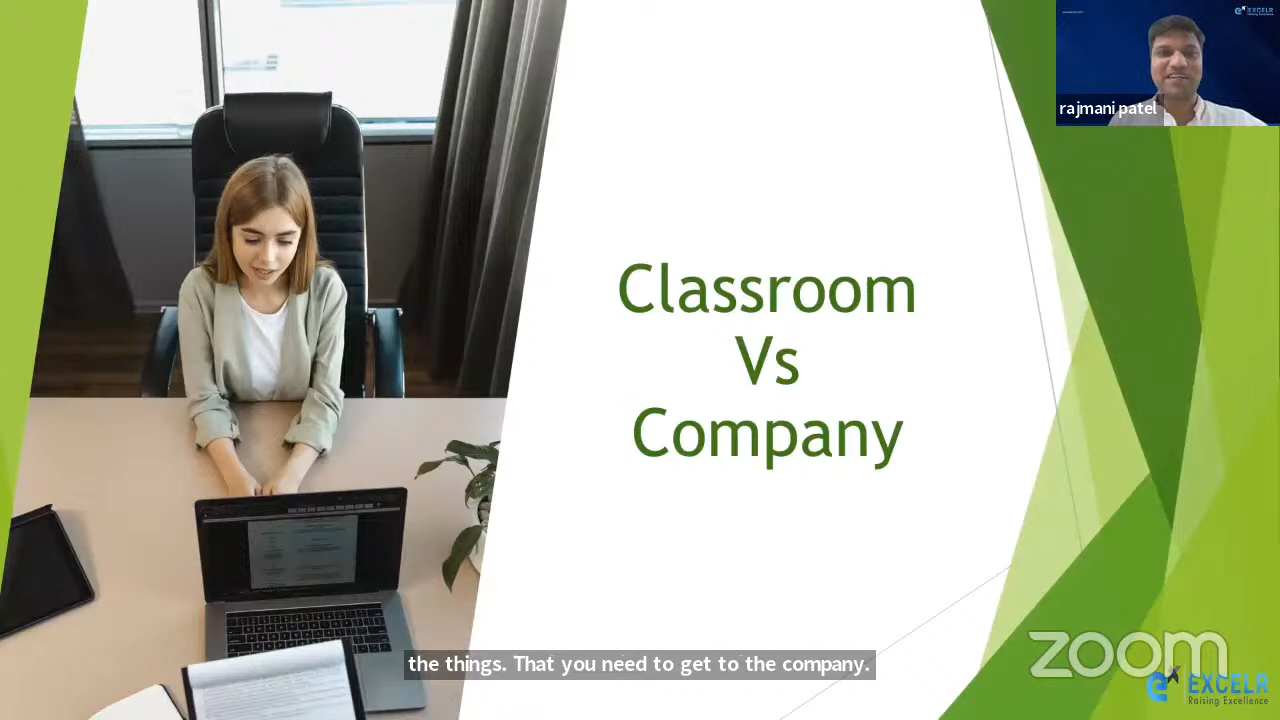 EXCELR
rajmani patel
Classroom
Vs
Company
the things. That you need to get to the company.
zoom
EXCELR
Raising Excellence